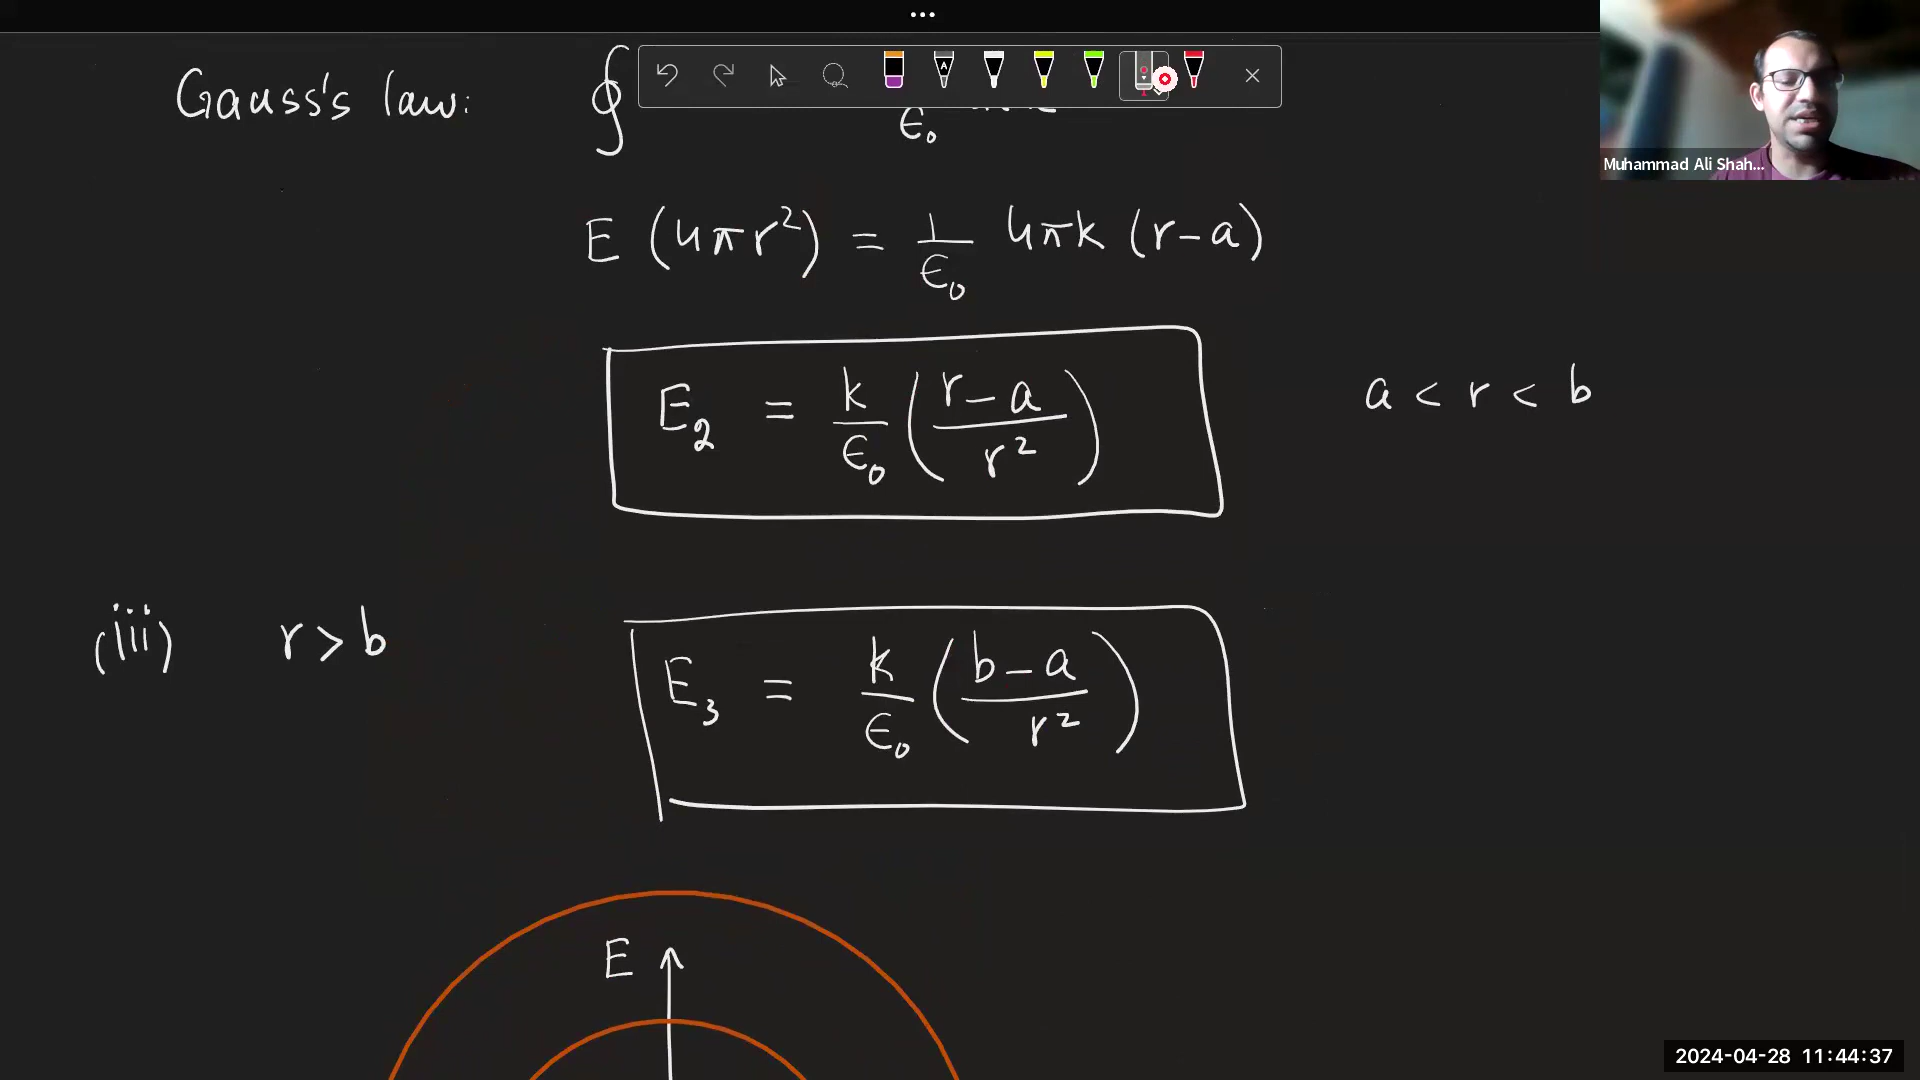 Gauss's law: ∮
ϵ₀
E (4πr²) = 1/ϵ₀ 4πk (r-a)
E₂ = k/ϵ₀ ((r-a)/r²) a < r < b
(iii) r > b E₃ = k/ϵ₀ ((b-a)/r²)
E
Muhammad Ali Shah...
2024-04-28 11:44:37